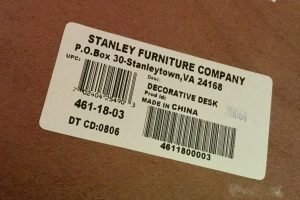 STANLEY FURNITURE COMPANY
P.O.Box 30-Stanleytown,VA 24168
UPC:
Desc:
DECORATIVE DESK
Prod Id:
MADE IN CHINA
461-18-03
DT CD:0806
4611800003